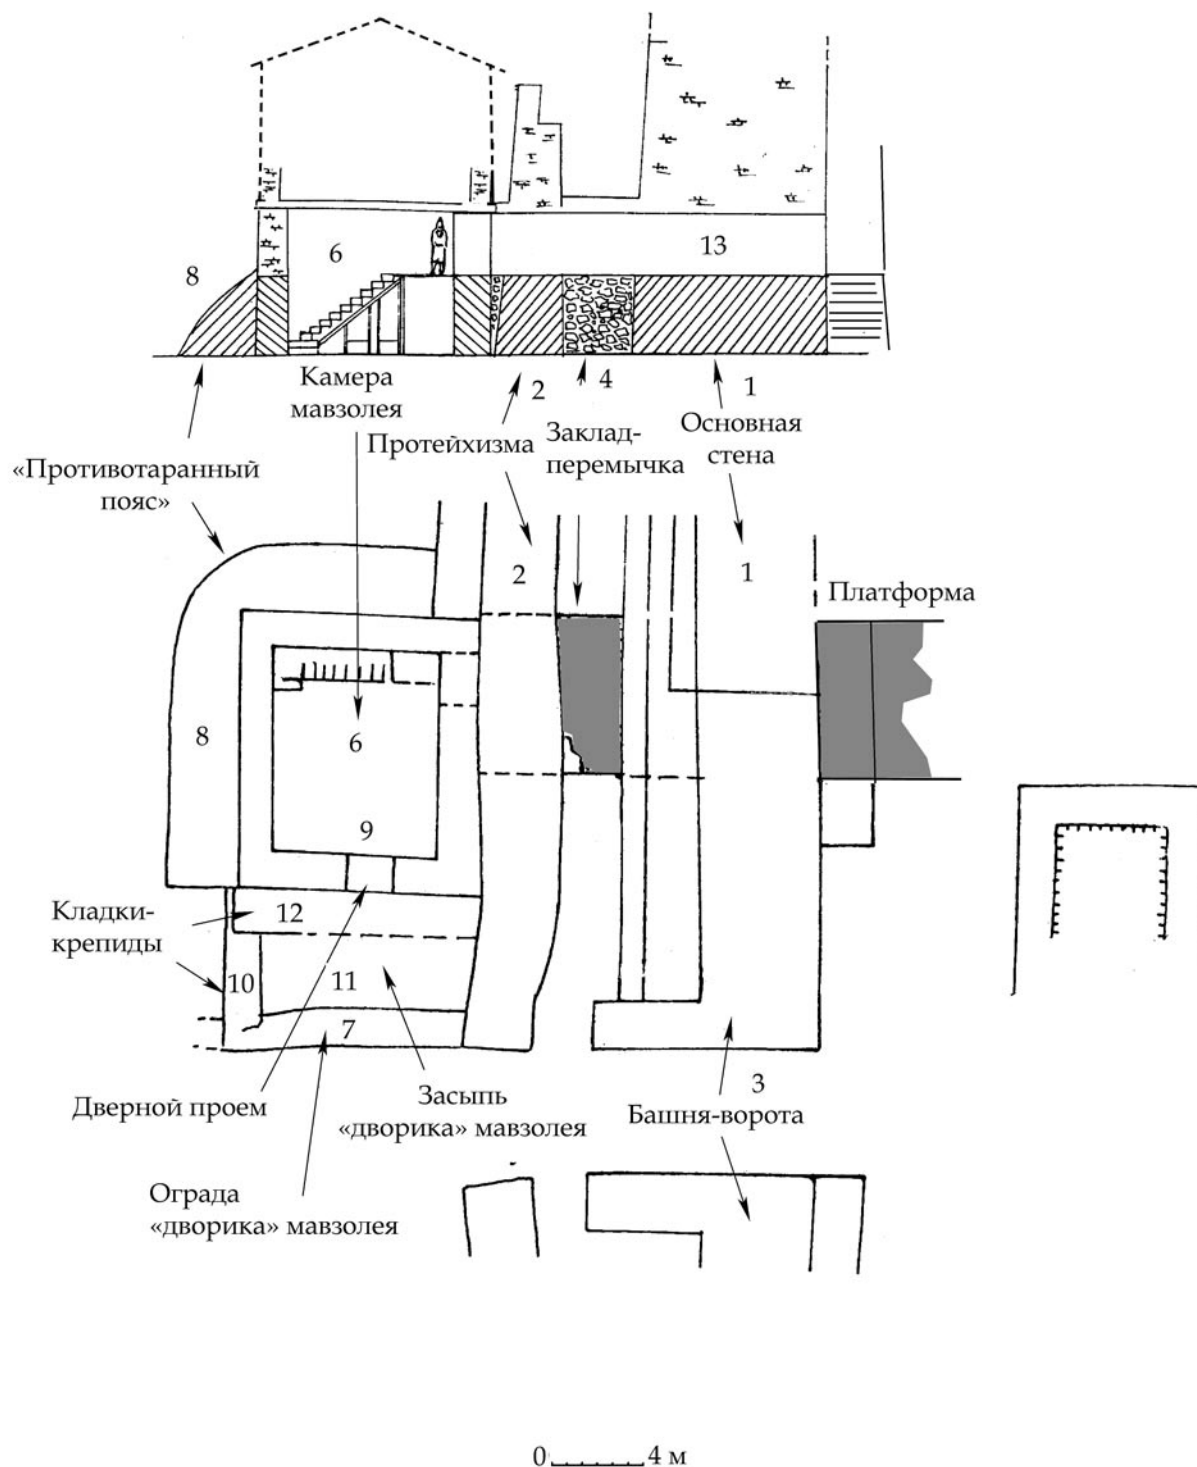 6
13
8
Камера
мавзолея
2
4
1
Протейхизма
Заклад-
перемычка
Основная
стена
«Противотаранный
пояс»
2
1
Платформа
8
6
9
Кладки-
крепиды
12
10
11
7
Дверной проем
Засыпь
«дворика» мавзолея
3
Башня-ворота
Ограда
«дворика» мавзолея
0 4 м